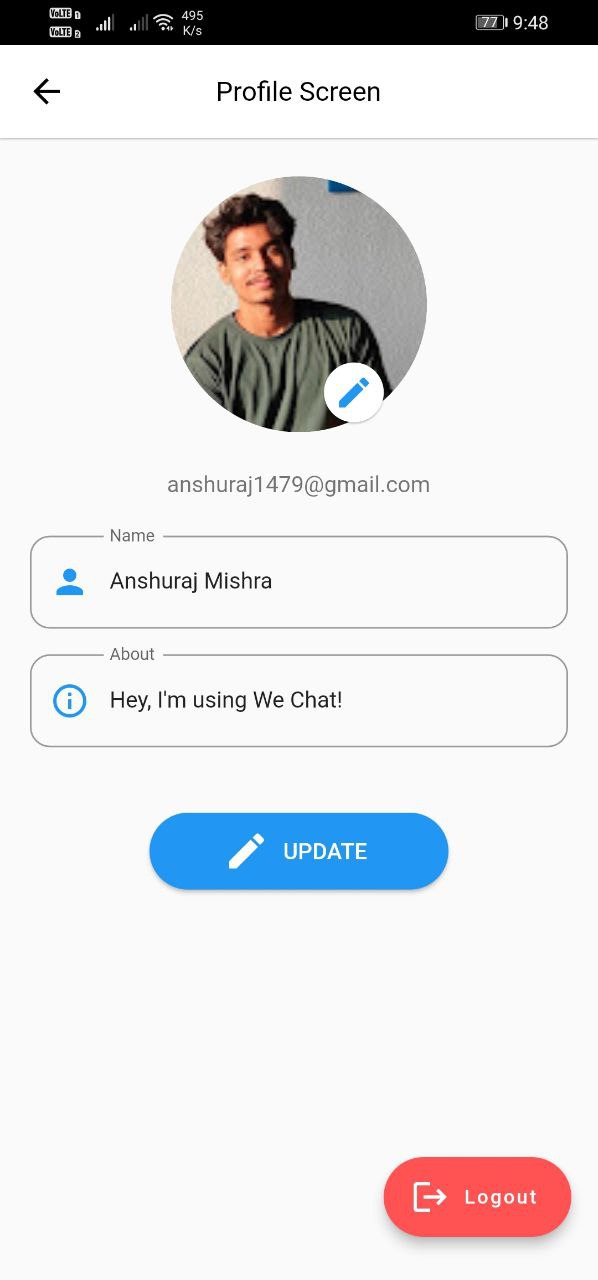 VoLTE 1
VoLTE 2
495
K/s
77
9:48
Profile Screen
anshuraj1479@gmail.com
Name
Anshuraj Mishra
About
Hey, I'm using We Chat!
UPDATE
Logout